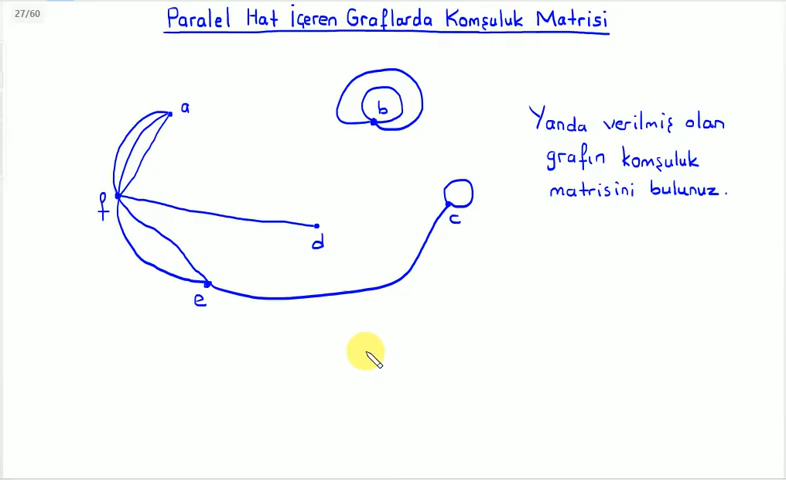 27/60
Paralel Hat İçeren Graflarda Komşuluk Matrisi
a
b
Yanda verilmiş olan
grafın komşuluk
matrisini bulunuz.
f
c
d
e